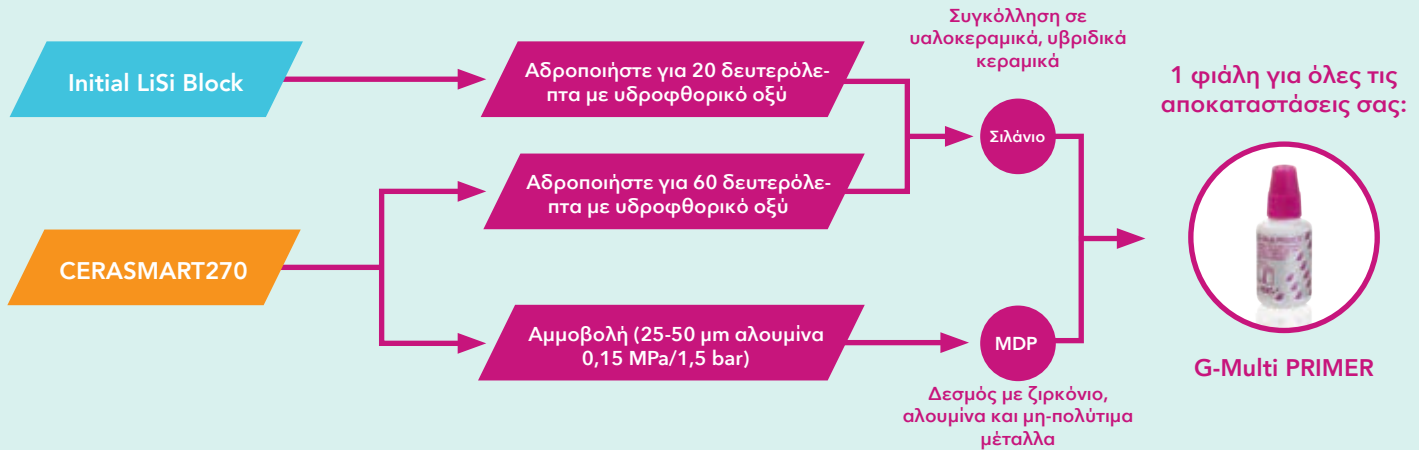 Συγκόλληση σε
υαλοκεραμικά, υβριδικά
κεραμικά
Initial LiSi Block
Αδροποιήστε για 20 δευτερόλε-
πτα με υδροφθορικό οξύ
1 φιάλη για όλες τις
αποκαταστάσεις σας:
Σιλάνιο
Αδροποιήστε για 60 δευτερόλε-
πτα με υδροφθορικό οξύ
CERASMART270
Αμμοβολή (25-50 μm αλουμίνα
0,15 MPa/1,5 bar)
MDP
G-Multi PRIMER
Δεσμός με ζιρκόνιο,
αλουμίνα και μη-πολύτιμα
μέταλλα